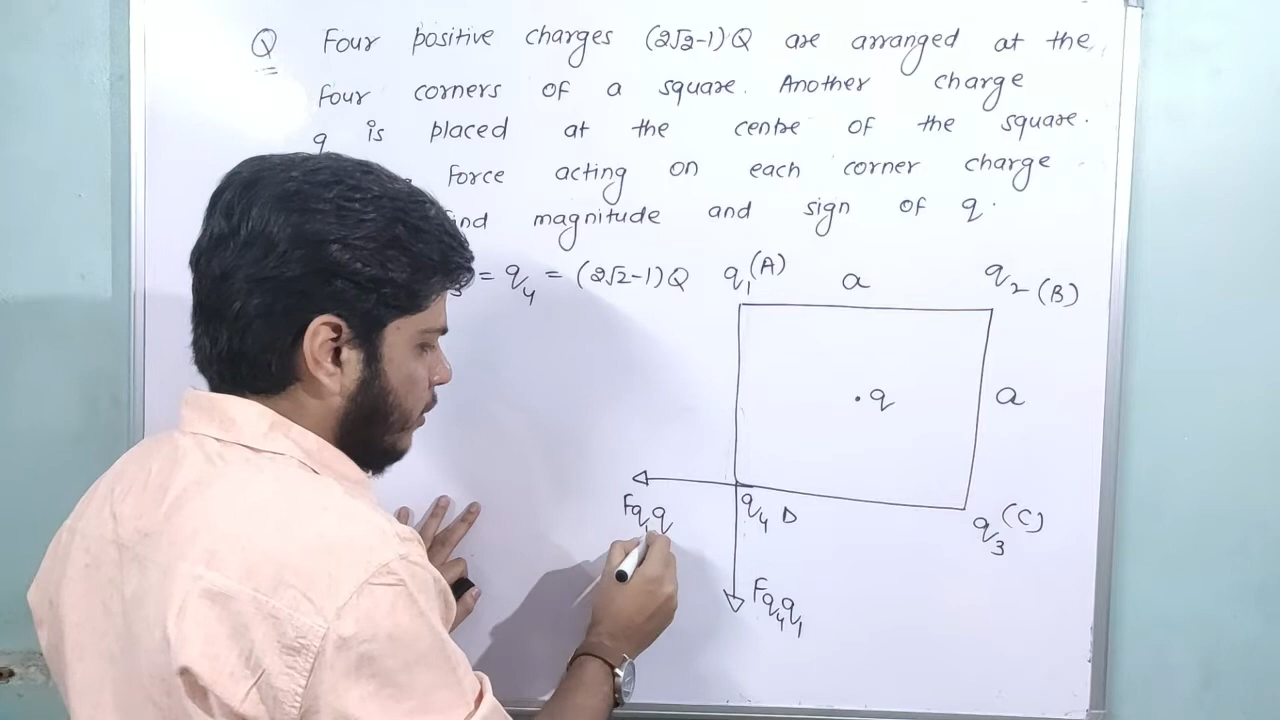 Q Four positive charges (2√2-1)Q are arranged at the
four corners of a square. Another charge
q is placed at the centre of the square.
force acting on each corner charge
magnitude and sign of q.
= q4 = (2√2-1)Q
q1 (A) a q2 (B)
. q a
q4 D q3 (C)
Fq4q1